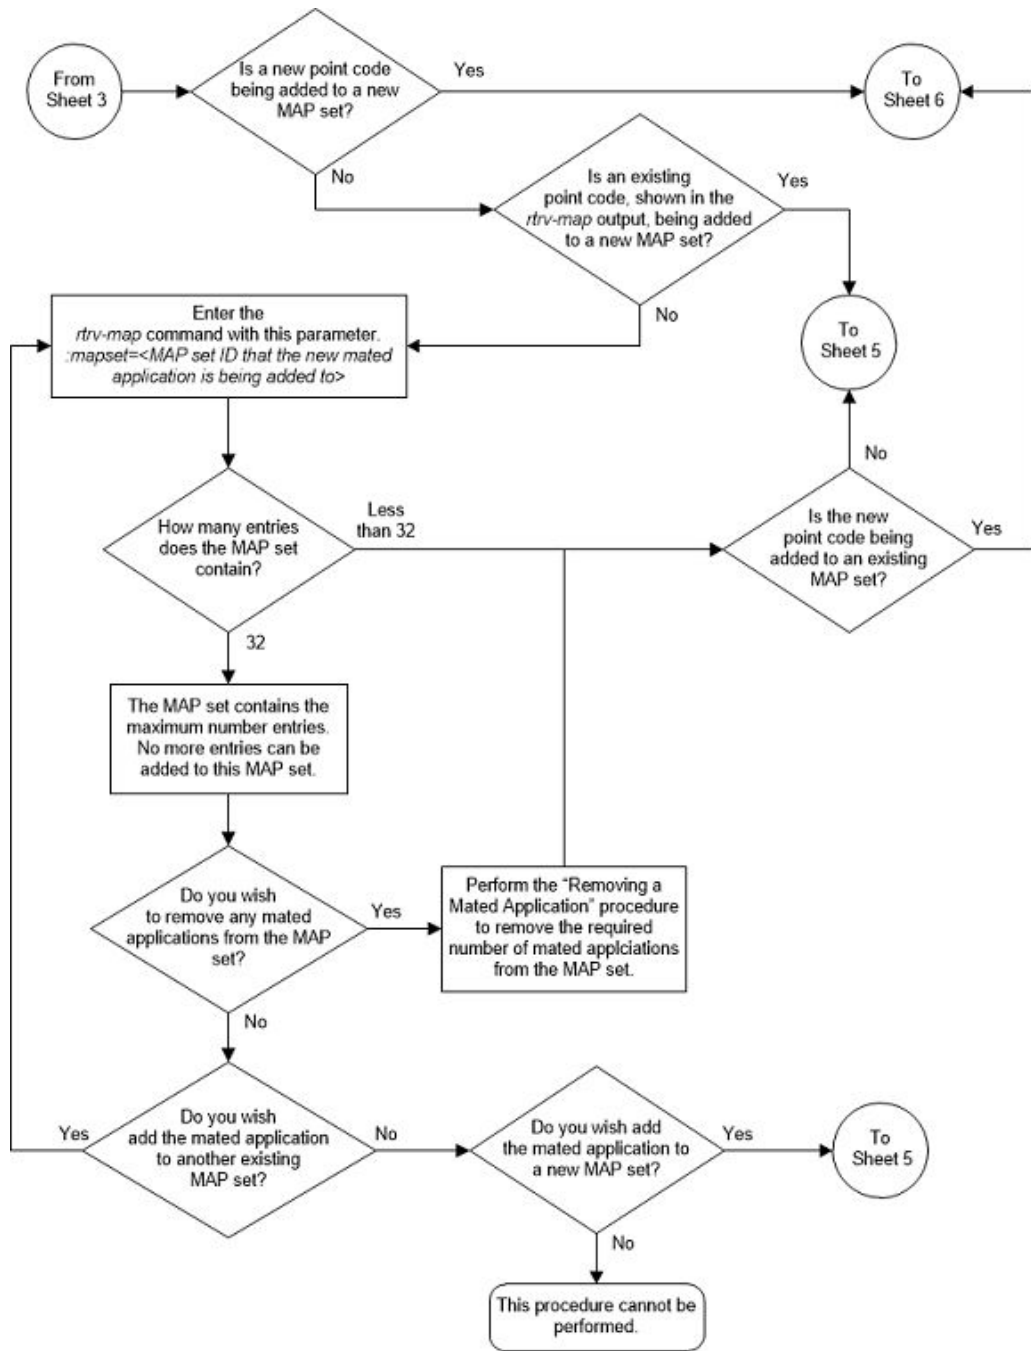 From
Sheet 3
Is a new point code
being added to a new
MAP set?
Yes
To
Sheet 6
No
Is an existing
point code, shown in the
rtrv-map output, being added
to a new MAP set?
Yes
No
To
Sheet 5
Enter the
rtrv-map command with this parameter.
:mapset=<MAP set ID that the new mated
application is being added to>
How many entries
does the MAP set
contain?
Less
than 32
No
Is the new
point code being
added to an existing
MAP set?
Yes
32
The MAP set contains the
maximum number entries.
No more entries can be
added to this MAP set.
Do you wish
to remove any mated
applications from the MAP
set?
Yes
Perform the “Removing a
Mated Application” procedure
to remove the required
number of mated applciations
from the MAP set.
No
Do you wish
add the mated application
to another existing
MAP set?
Yes
No
Do you wish add
the mated application to
a new MAP set?
Yes
To
Sheet 5
No
This procedure cannot be
performed.